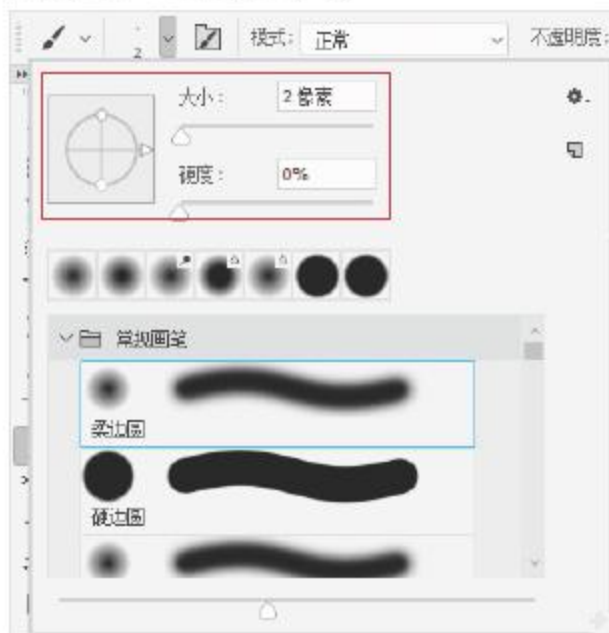 2
模式: 正常
不透明度:
大小: 2 像素
硬度: 0%
常规画笔
柔边圆
硬边圆